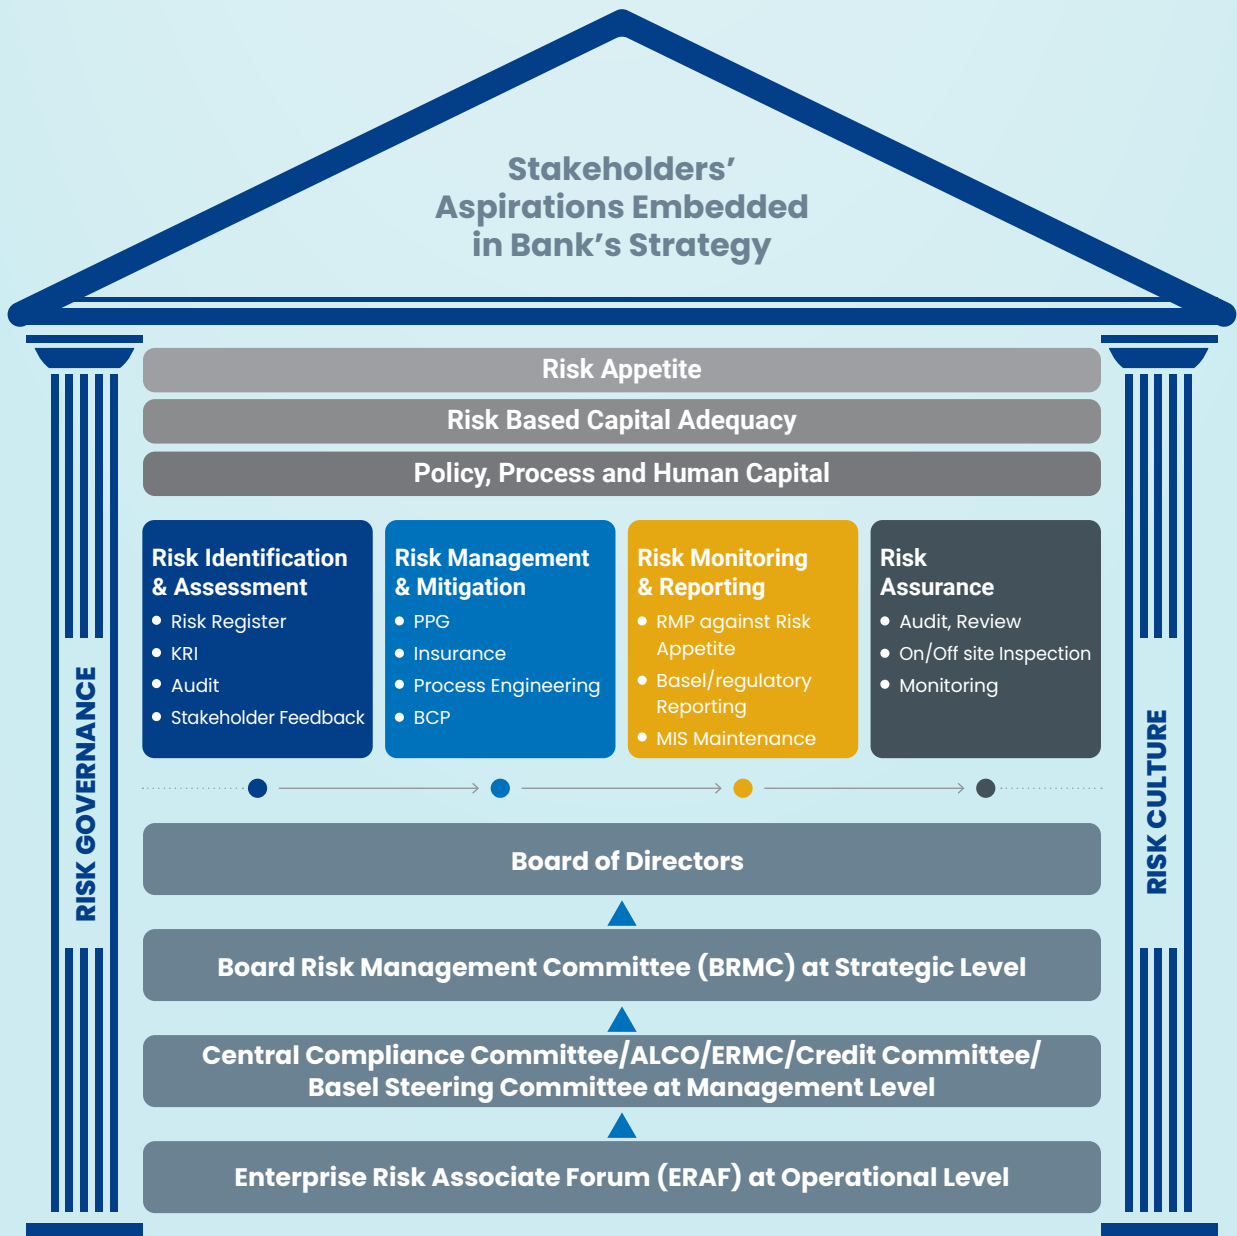 Stakeholders’
Aspirations Embedded
in Bank’s Strategy
Risk Appetite
Risk Based Capital Adequacy
Policy, Process and Human Capital
Risk Identification
& Assessment
Risk Register
KRI
Audit
Stakeholder Feedback
Risk Management
& Mitigation
PPG
Insurance
Process Engineering
BCP
Risk Monitoring
& Reporting
RMP against Risk
Appetite
Basel/regulatory
Reporting
MIS Maintenance
Risk
Assurance
Audit, Review
On/Off site Inspection
Monitoring
RISK GOVERNANCE
RISK CULTURE
Board of Directors
Board Risk Management Committee (BRMC) at Strategic Level
Central Compliance Committee/ALCO/ERMC/Credit Committee/
Basel Steering Committee at Management Level
Enterprise Risk Associate Forum (ERAF) at Operational Level